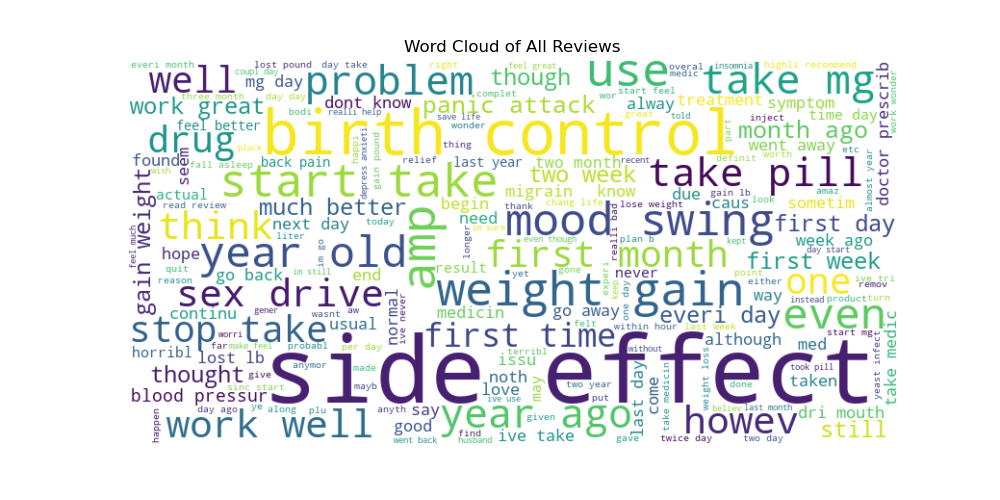 Word Cloud of All Reviews
everi month
lost pound
day take
right
feel great
insomnia
overal
highli recommend
coupl day
medic
well
mg day
problem
though
use
take mg
start feel
three month
day day
complet
wor
work great
dont know
panic attack
alway
treatment
symptom
bodi
realli help
save life
great
told
time day
drug
feel better
wonder
birth control
inject
month ago
doctor prescrib
work wonder
place
part
went away
etc
found
seem
fall asleep
back pain
happi
gain pound
depress anxieti
relief
thing
last year
two month
recent
definit worth
wish
start take
two week
take pill
almost year
actual
migrain
know
due
caus
gain lb
lose weight
look
amaz
sometim
read review
much better
begin
chang life
need
first day
think
next day
today
mood swing
gain weight
feel much
liter
im go
amp
longer
im sure
realli bad
plan b
kept
day start
week ago
hope
year old
first month
even though
never
first week
quit
reason
go back
im still
end
result
yet
gone
experi
keep
point
either
way
ive tri
remov
sex drive
weight gain
one
one day
instead
product
turn
continu
gener
wasnt
aw
normal
ive never
medicin
go away
everi day
even
stop take
usual
first time
felt
within hour
last week
start mg
worri
far
make feel
probabl
per day
terribl
issu
without
although
med
took pill
horribl
lost lb
anymor
side effect
noth
two year
come
weight loss
done
taken
yeast infect
take medicin
thought
give
made
mayb
love
may
put
blood pressur
sinc start
ive use
last day
believ
last month
dri mouth
day ago
ye
along
plu
anyth
say
year ago
given
howev
happen
work well
good
find
ive take
gave
twice day
two day
still
went back
husband
thank